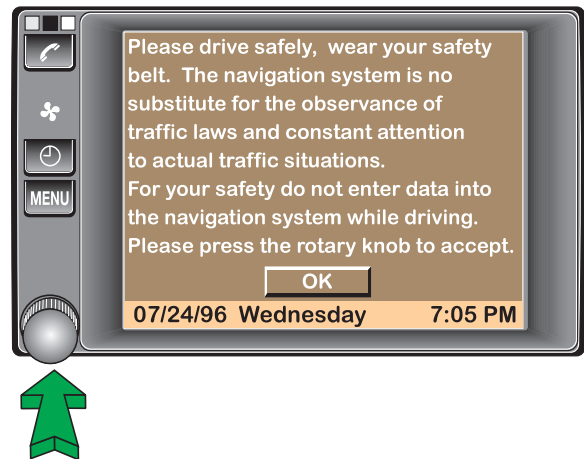 Please drive safely, wear your safety
belt. The navigation system is no
substitute for the observance of
traffic laws and constant attention
to actual traffic situations.
For your safety do not enter data into
the navigation system while driving.
Please press the rotary knob to accept.
OK
07/24/96 Wednesday 7:05 PM
MENU